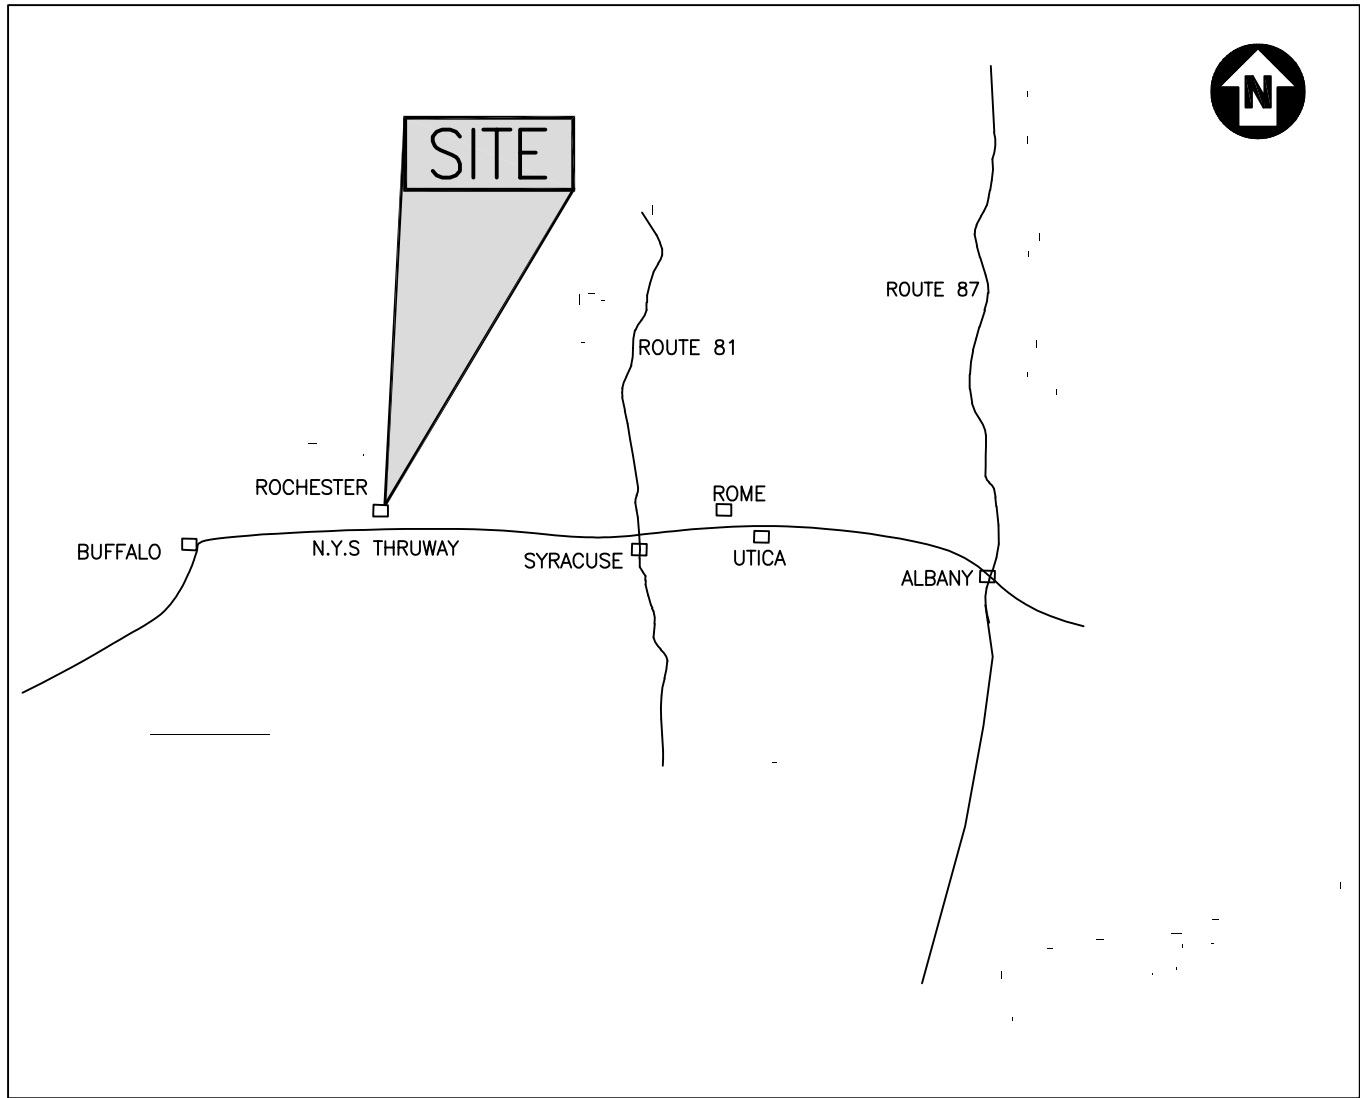 N
SITE
ROUTE 87
ROUTE 81
ROCHESTER
ROME
BUFFALO
N.Y.S THRUWAY
SYRACUSE
UTICA
ALBANY